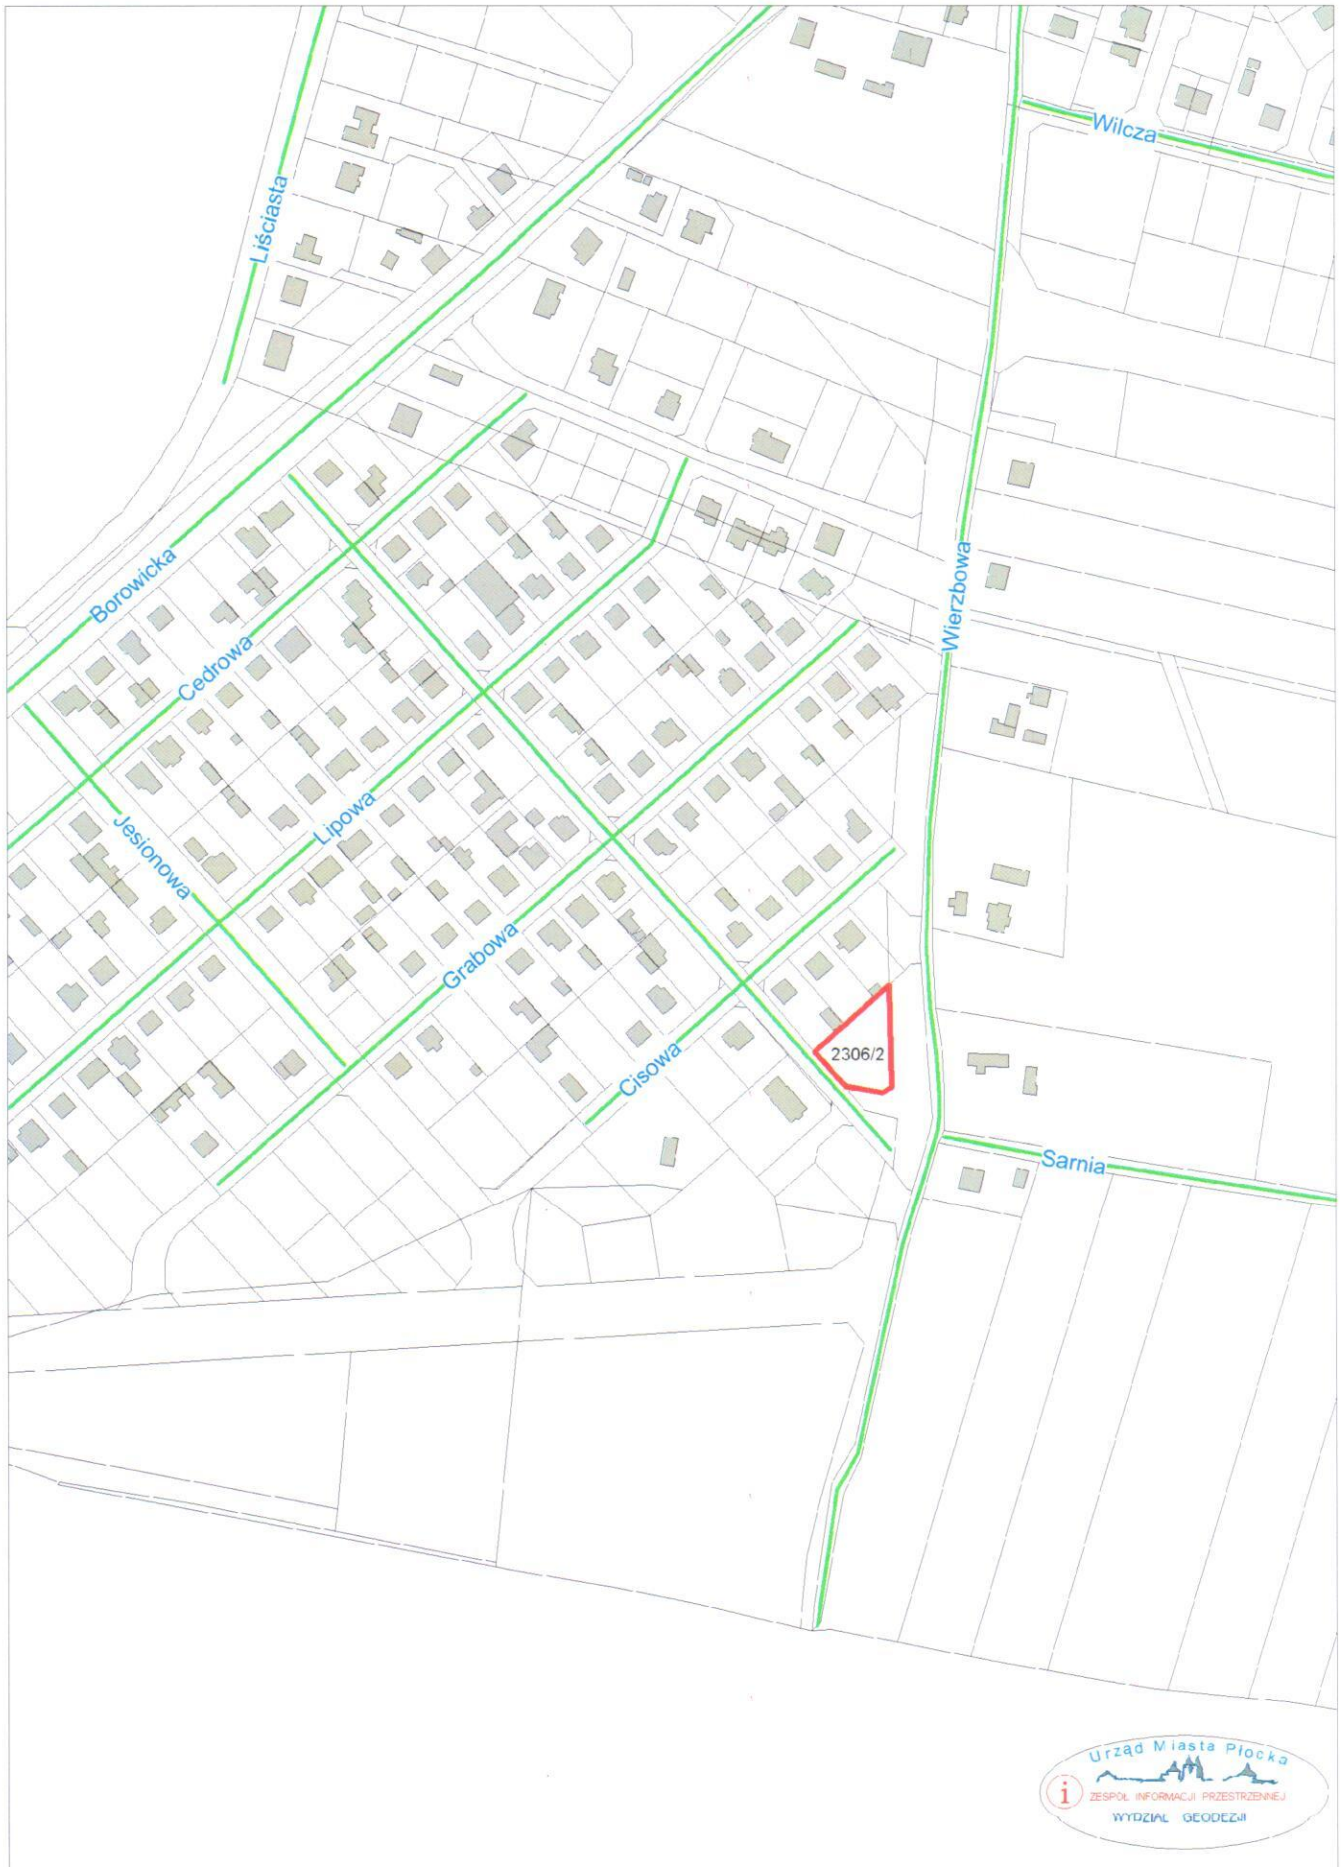 Wilcza
Liściasta
Borowicka
Wierzbowa
Cedrowa
Jesionowa
Lipowa
Grabowa
Cisowa
2306/2
Sarnia
Urząd Miasta Płocka
i
ZESPÓŁ INFORMACJI PRZESTRZENNEJ
WYDZIAŁ GEODEZJI